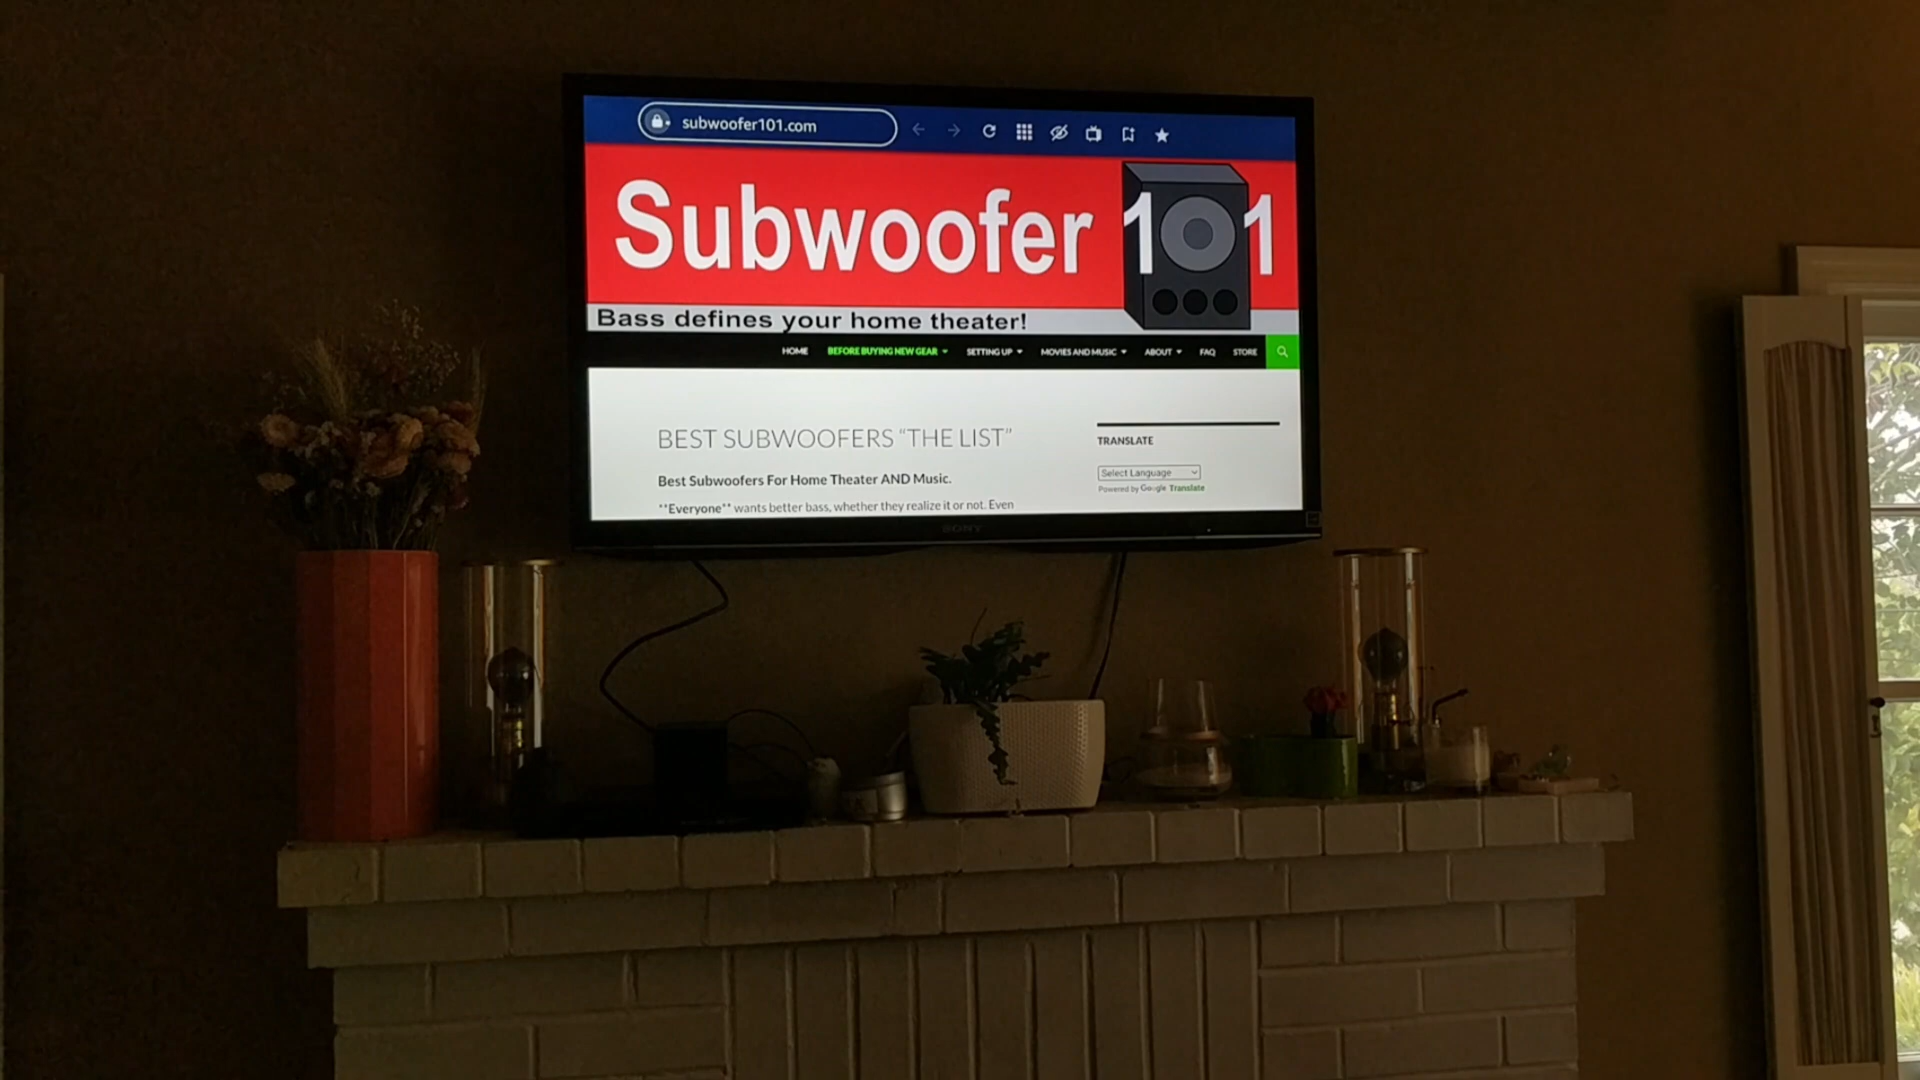 subwoofer101.com
Subwoofer 101
Bass defines your home theater!
HOME BEFORE BUYING NEW GEAR SETTING UP MOVIES AND MUSIC ABOUT FAQ STORE
BEST SUBWOOFERS “THE LIST”
Best Subwoofers For Home Theater AND Music.
**Everyone** wants better bass, whether they realize it or not. Even
TRANSLATE
Select Language
Powered by Google Translate
SONY